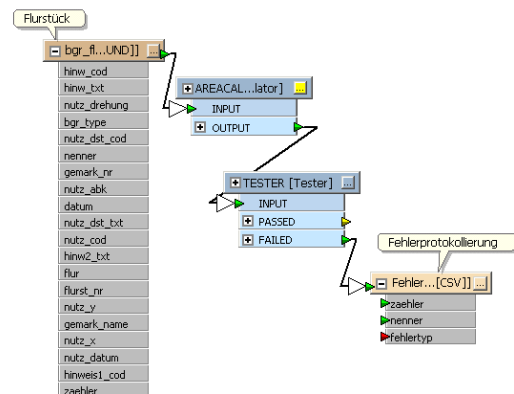 Flurstück
bgr_fl...UND]] ...
hinw_cod
hinw_txt
nutz_drehung
bgr_type
nutz_dst_cod
nenner
gemark_nr
nutz_abk
datum
nutz_dst_txt
nutz_cod
hinw2_txt
flur
flurst_nr
nutz_y
gemark_name
nutz_x
nutz_datum
hinweis1_cod
zaehler
AREACAL...lator] ...
INPUT
OUTPUT
TESTER [Tester] ...
INPUT
PASSED
FAILED
Fehlerprotokollierung
Fehler...[CSV]] ...
zaehler
nenner
fehlertyp